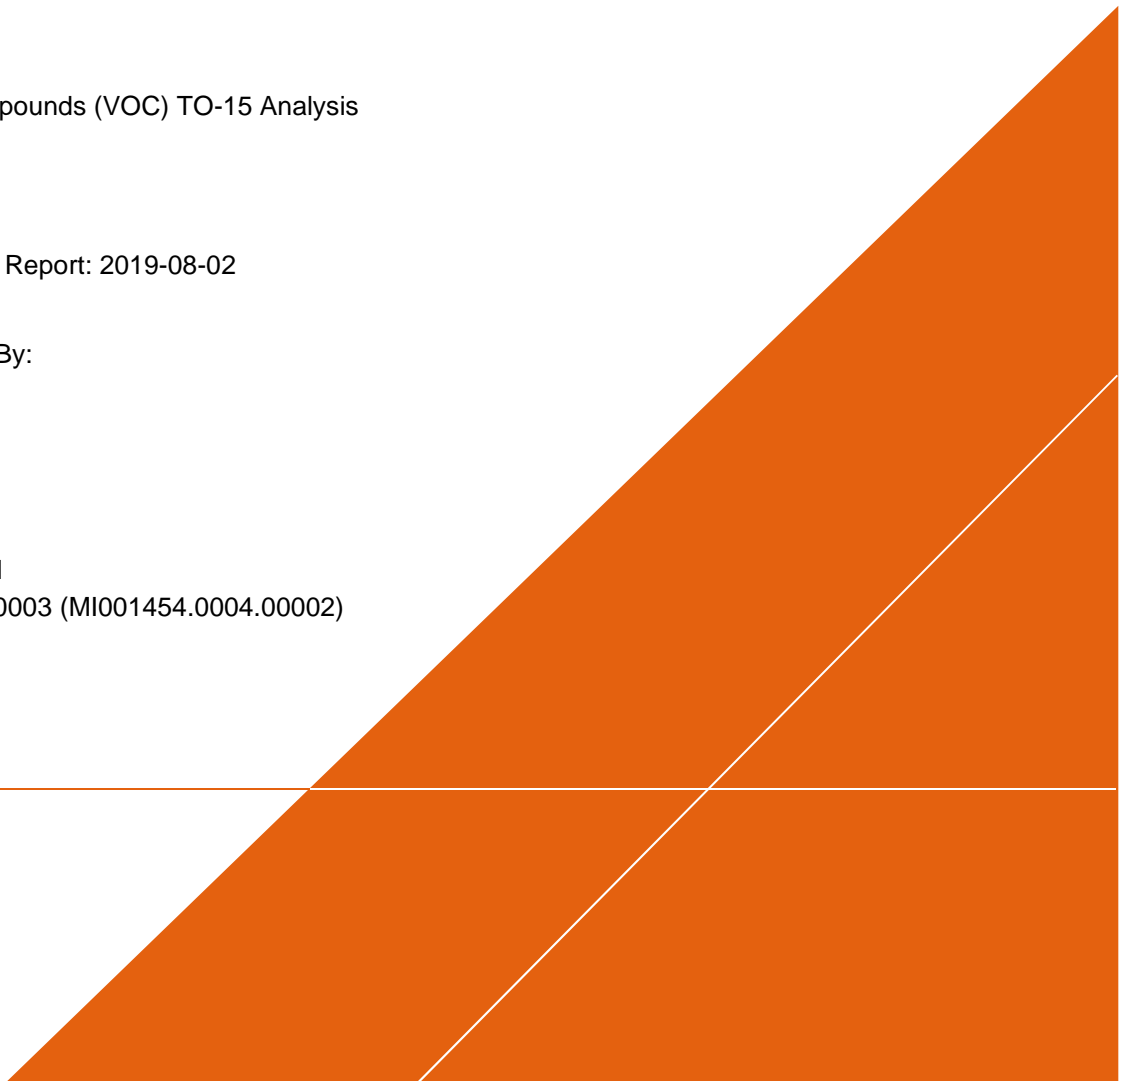 pounds (VOC) TO-15 Analysis
Report: 2019-08-02
By:
0003 (MI001454.0004.00002)